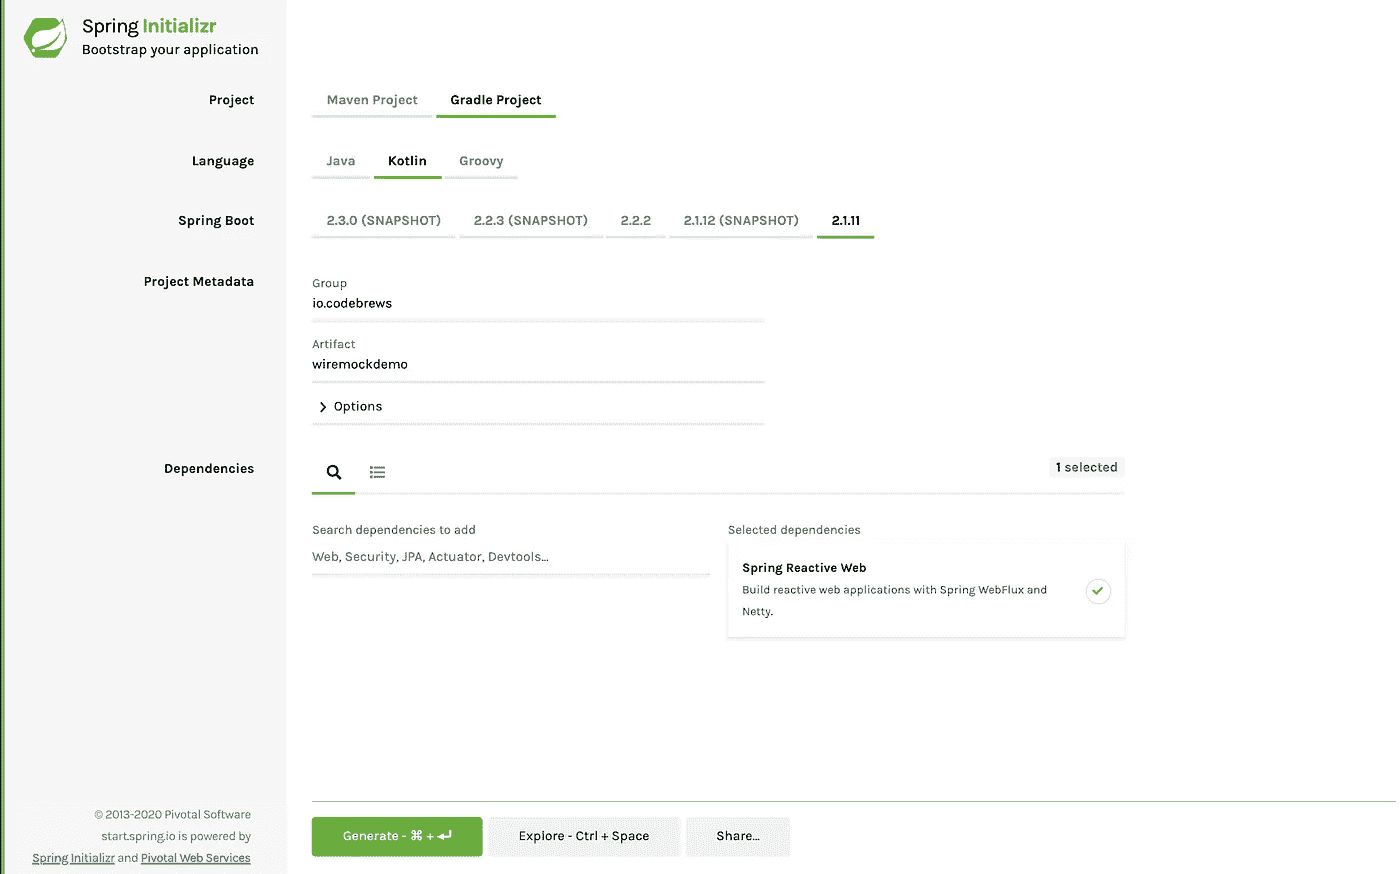 Spring Initializr
Bootstrap your application
Project
Maven Project Gradle Project
Language
Java Kotlin Groovy
Spring Boot
2.3.0 (SNAPSHOT) 2.2.3 (SNAPSHOT) 2.2.2 2.1.12 (SNAPSHOT) 2.1.11
Project Metadata
Group
io.codebrews
Artifact
wiremockdemo
Options
Dependencies
1 selected
Search dependencies to add
Web, Security, JPA, Actuator, Devtools...
Selected dependencies
Spring Reactive Web
Build reactive web applications with Spring WebFlux and
Netty.
© 2013-2020 Pivotal Software
start.spring.io is powered by
Spring Initializr and Pivotal Web Services
Generate - ⌘ + ↵
Explore - Ctrl + Space
Share...